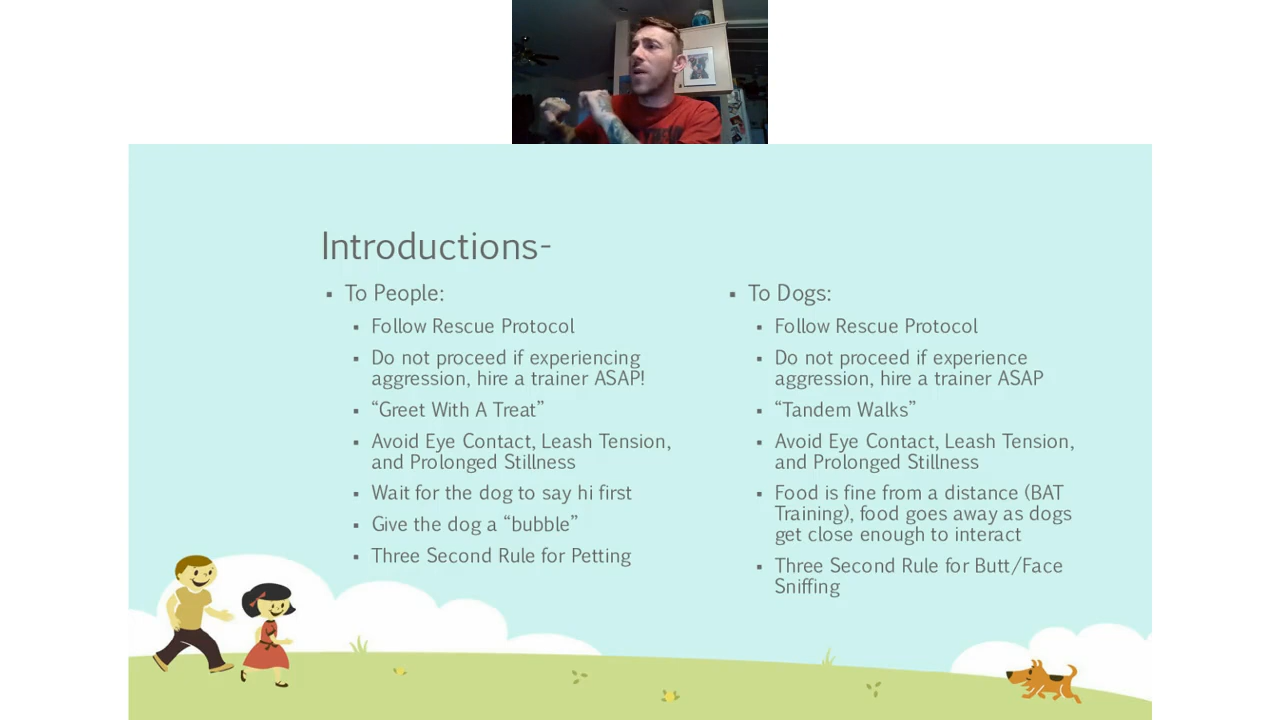 Introductions-
To People:
Follow Rescue Protocol
Do not proceed if experiencing
aggression, hire a trainer ASAP!
“Greet With A Treat”
Avoid Eye Contact, Leash Tension,
and Prolonged Stillness
Wait for the dog to say hi first
Give the dog a “bubble”
Three Second Rule for Petting
To Dogs:
Follow Rescue Protocol
Do not proceed if experience
aggression, hire a trainer ASAP
“Tandem Walks”
Avoid Eye Contact, Leash Tension,
and Prolonged Stillness
Food is fine from a distance (BAT
Training), food goes away as dogs
get close enough to interact
Three Second Rule for Butt/Face
Sniffing